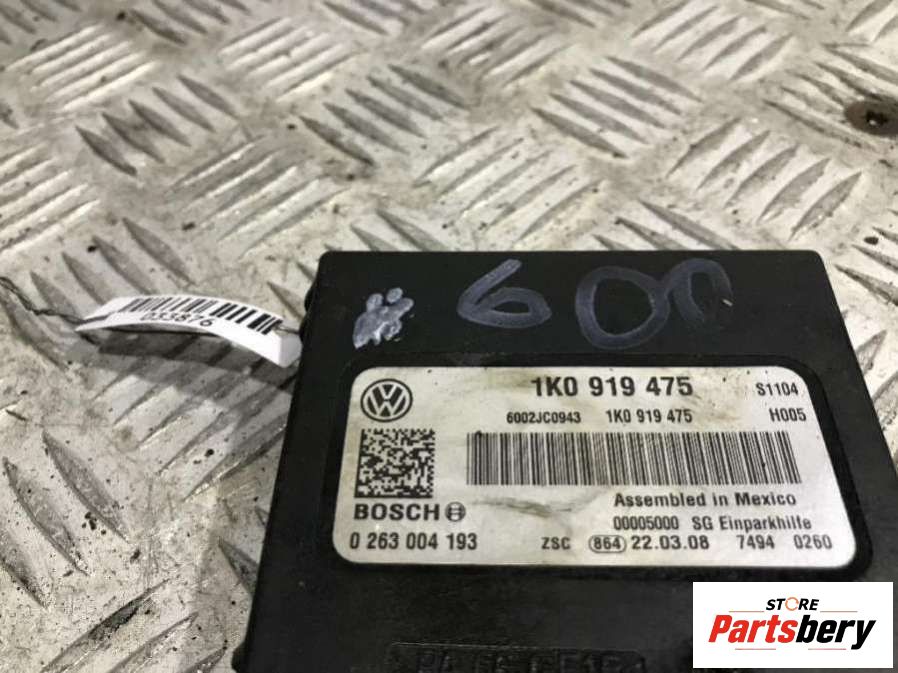 033876
600
1K0 919 475 S1104
6002JC0943 1K0 919 475 H005
BOSCH
Assembled in Mexico
00005000 SG Einparkhilfe
0 263 004 193 ZSC 864 22.03.08 7494 0260
STORE
Partsbery